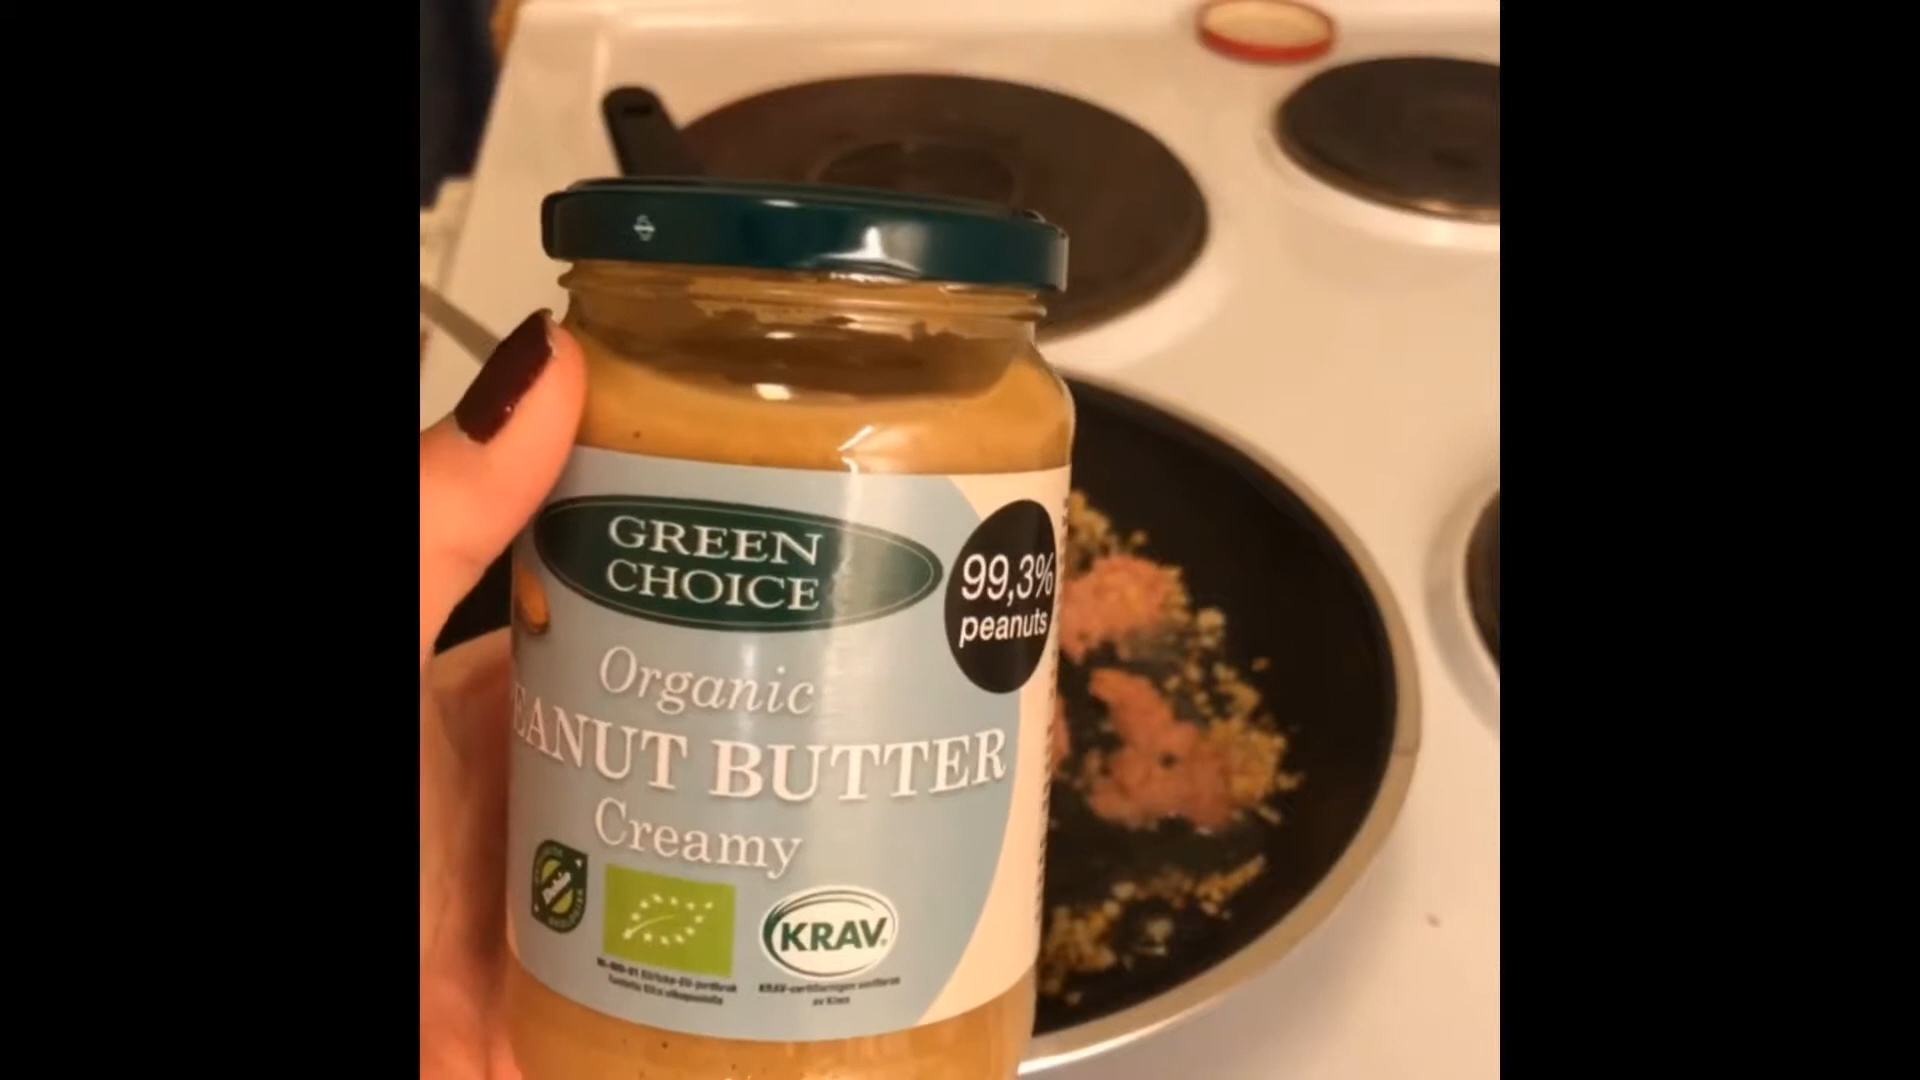 GREEN
CHOICE
99,3%
peanuts
Organic
EANUT BUTTER
Creamy
KRAV